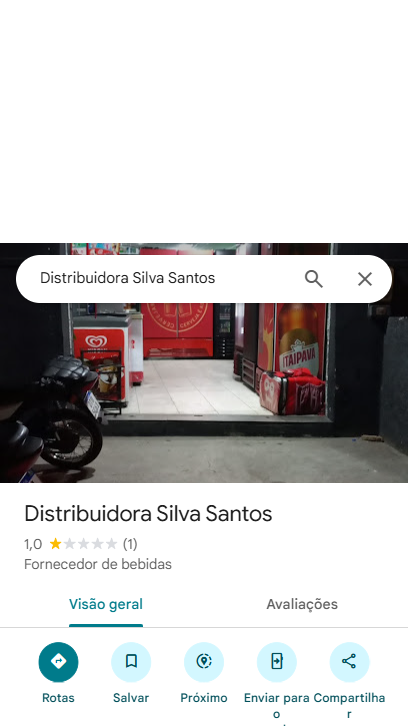 Distribuidora Silva Santos
ITAIPAVA
Distribuidora Silva Santos
1,0 (1)
Fornecedor de bebidas
Visão geral
Avaliações
Rotas
Salvar
Próximo
Enviar para
o
Compartilha
r